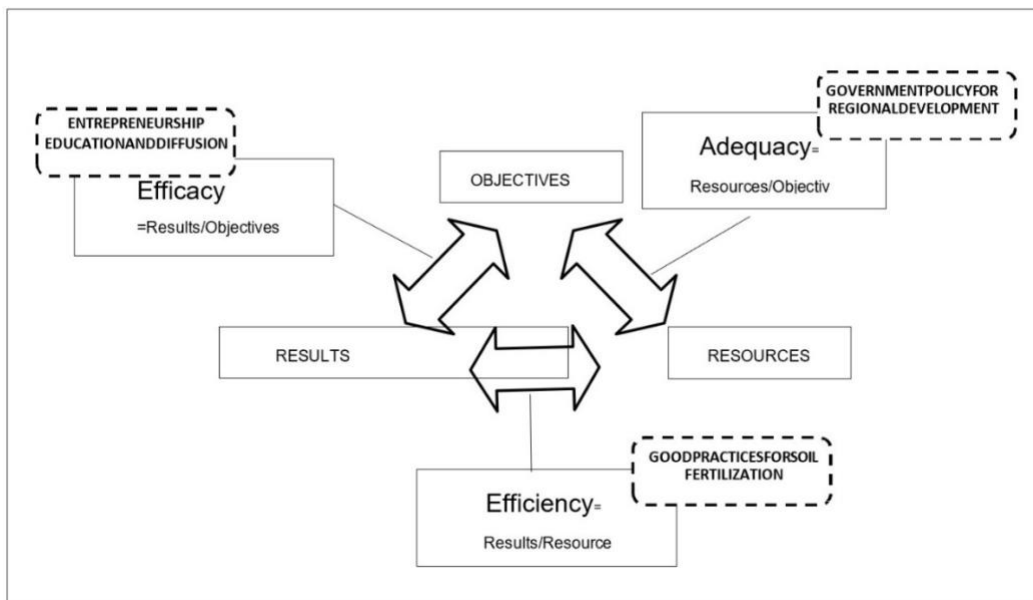 GOVERNMENTPOLICYFOR
REGIONALDEVELOPMENT
ENTREPRENEURSHIP
EDUCATIONANDDIFFUSION
Adequacy=
Resources/Objectiv
OBJECTIVES
Efficacy
=Results/Objectives
RESULTS
RESOURCES
GOODPRACTICESFORSOIL
FERTILIZATION
Efficiency=
Results/Resource